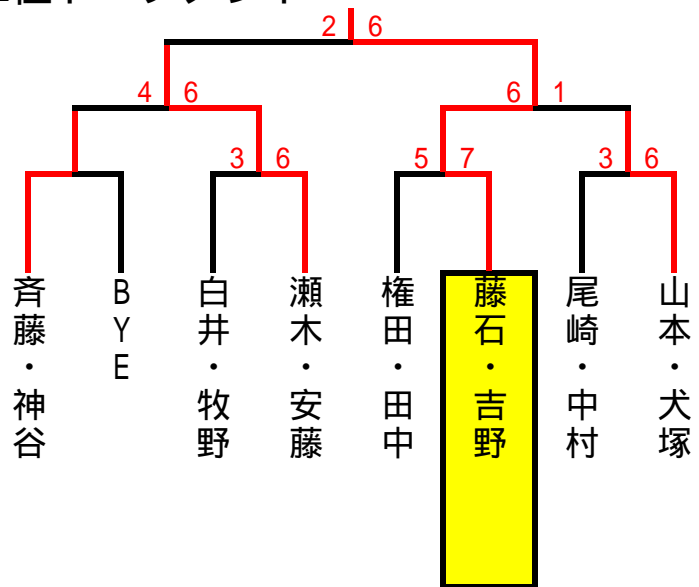 2 6
4 6
6 1
3 6
5 7
3 6
斉藤・神谷
BYE
白井・牧野
瀬木・安藤
権田・田中
藤石・吉野
尾崎・中村
山本・犬塚